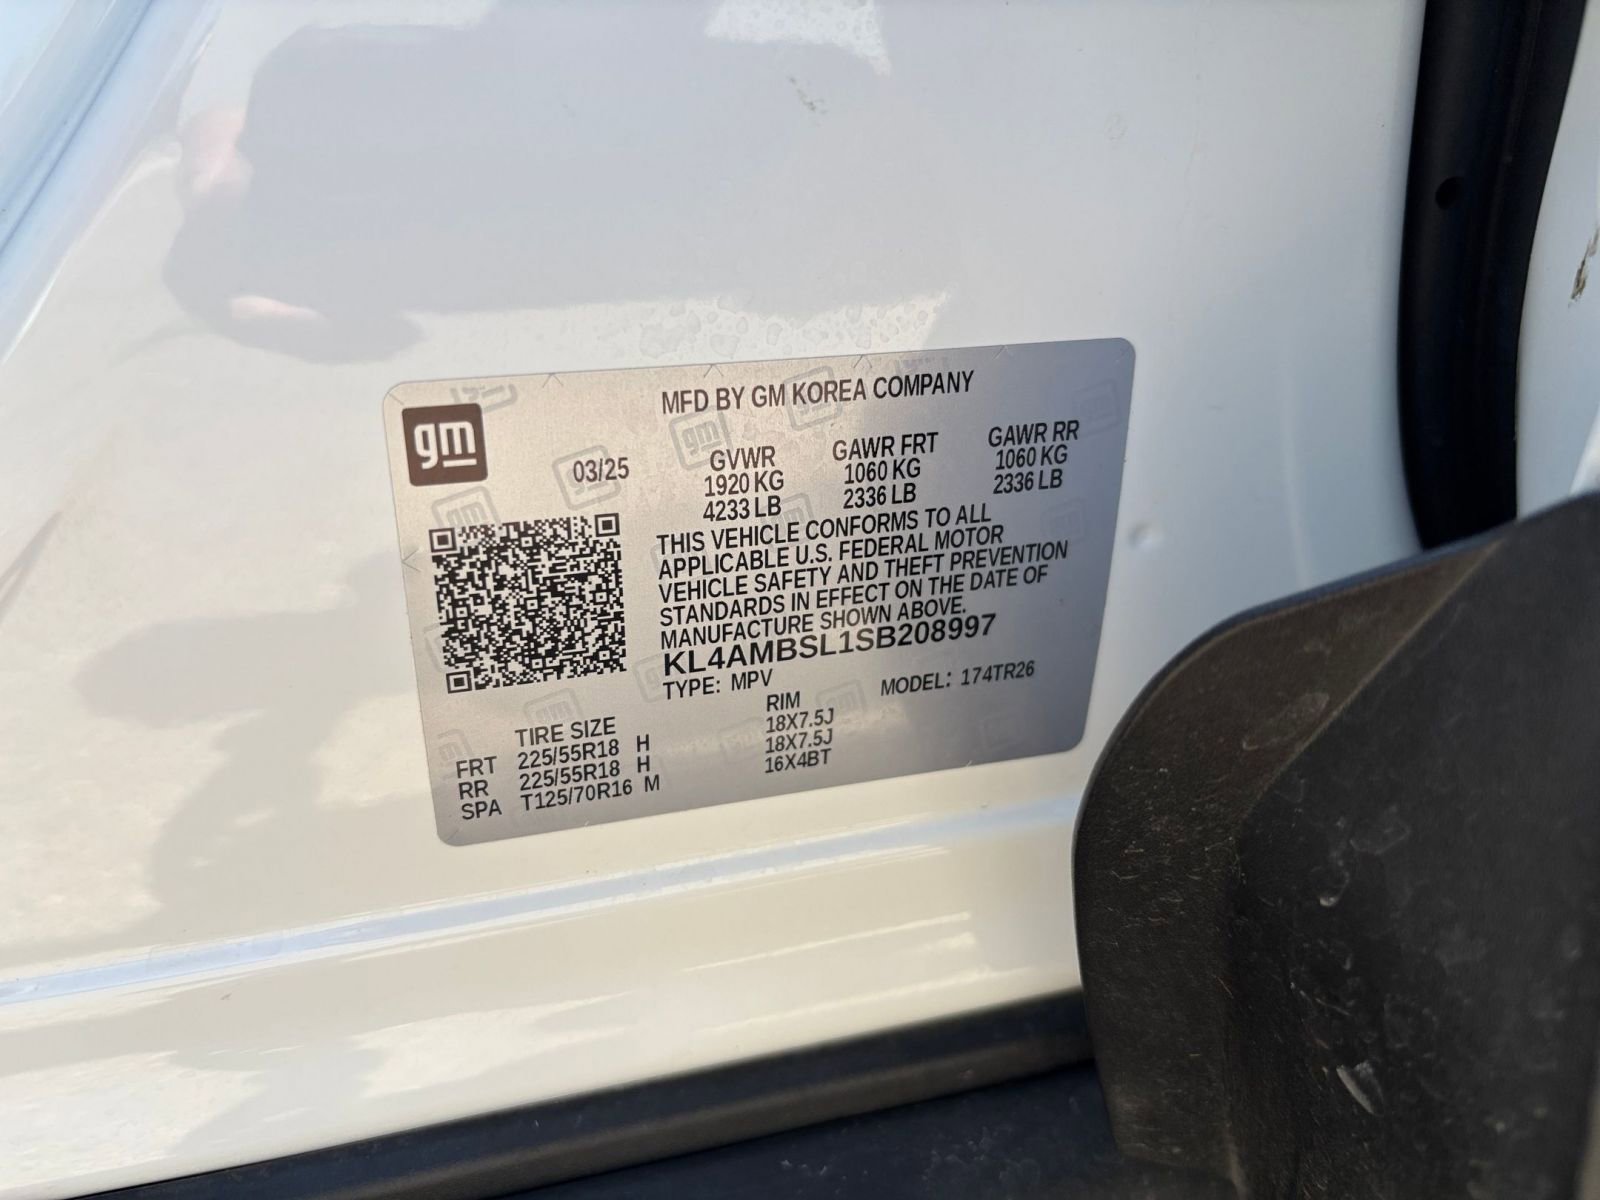 gm
MFD BY GM KOREA COMPANY
03/25
GVWR GAWR FRT GAWR RR
1920 KG 1060 KG 1060 KG
4233 LB 2336 LB 2336 LB
THIS VEHICLE CONFORMS TO ALL
APPLICABLE U.S. FEDERAL MOTOR
VEHICLE SAFETY AND THEFT PREVENTION
STANDARDS IN EFFECT ON THE DATE OF
MANUFACTURE SHOWN ABOVE.
KL4AMBSL1SB208997
TYPE: MPV MODEL: 174TR26
TIRE SIZE RIM
FRT 225/55R18 H 18X7.5J
RR 225/55R18 H 18X7.5J
SPA T125/70R16 M 16X4BT